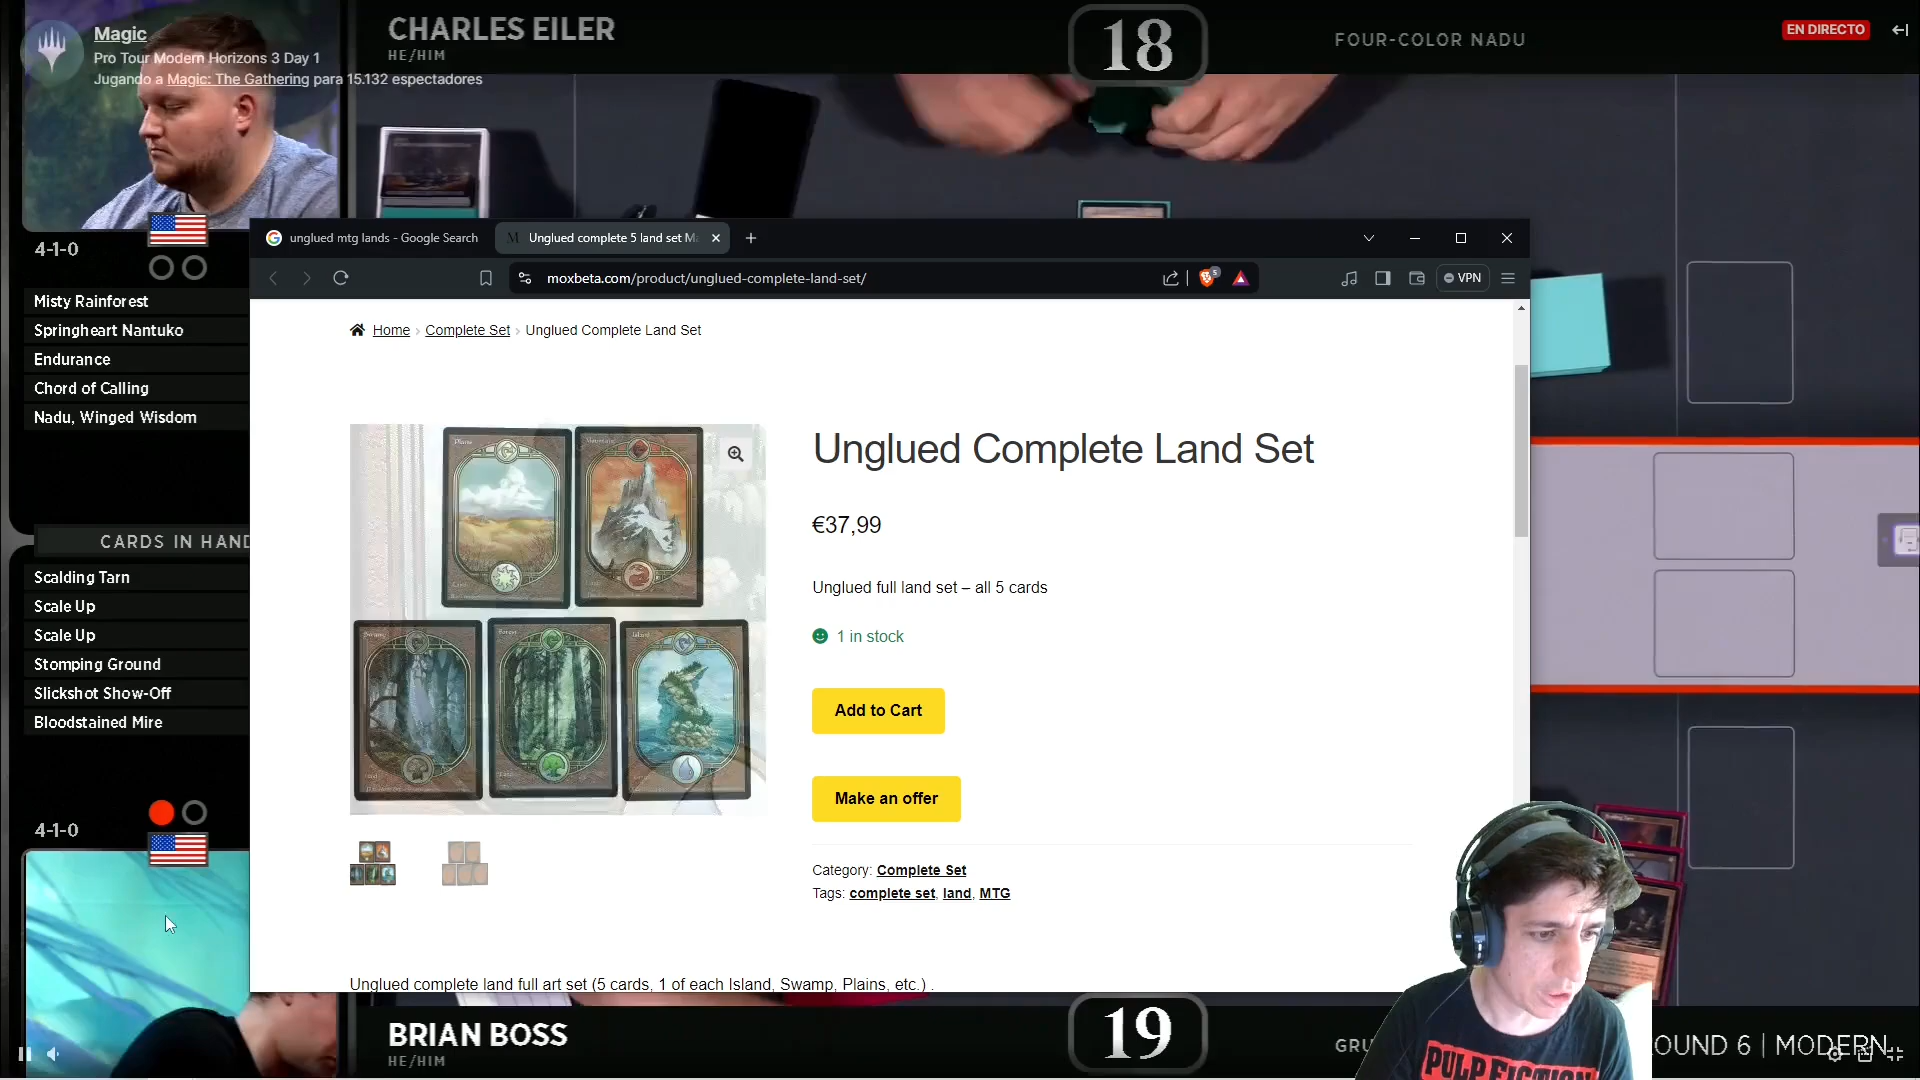 CHARLES EILER
HE/HIM
18
FOUR-COLOR NADU
EN DIRECTO
Magic
Pro Tour Modern Horizons 3 Day 1
Jugando a Magic: The Gathering para 15.132 espectadores
4-1-0
Misty Rainforest
Springheart Nantuko
Endurance
Chord of Calling
Nadu, Winged Wisdom
CARDS IN HAND
Scalding Tarn
Scale Up
Scale Up
Stomping Ground
Slickshot Show-Off
Bloodstained Mire
4-1-0
unglued mtg lands - Google Search
Unglued complete 5 land set M
moxbeta.com/product/unglued-complete-land-set/
5
VPN
Home › Complete Set › Unglued Complete Land Set
Plains
Mountain
Swamp
Forest
Island
Unglued Complete Land Set
€37,99
Unglued full land set – all 5 cards
1 in stock
Add to Cart
Make an offer
Category: Complete Set
Tags: complete set, land, MTG
Unglued complete land full art set (5 cards, 1 of each Island, Swamp, Plains, etc.) .
BRIAN BOSS
HE/HIM
19
GRU
OUND 6 | MODERN
PULP FICTION